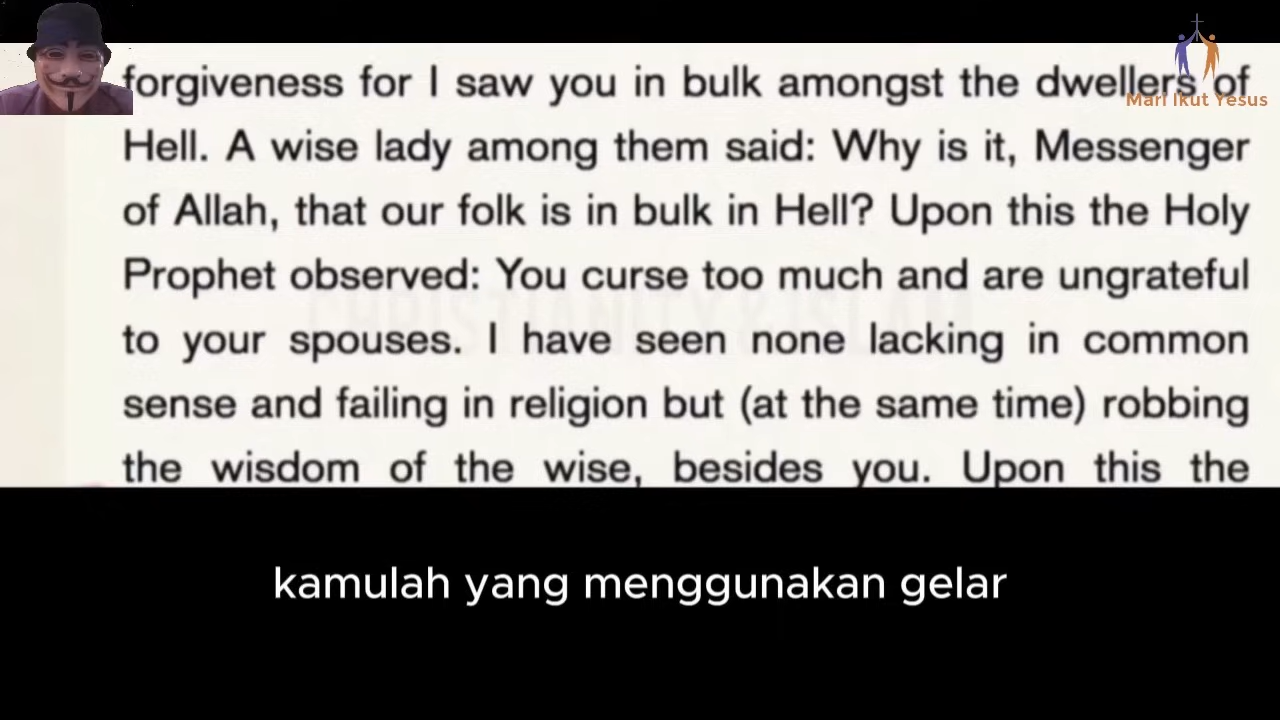 forgiveness for I saw you in bulk amongst the dwellers of
Mari Ikut Yesus
Hell. A wise lady among them said: Why is it, Messenger
of Allah, that our folk is in bulk in Hell? Upon this the Holy
Prophet observed: You curse too much and are ungrateful
CHRISTIANITY & ISLAM
to your spouses. I have seen none lacking in common
sense and failing in religion but (at the same time) robbing
the wisdom of the wise, besides you. Upon this the
kamulah yang menggunakan gelar